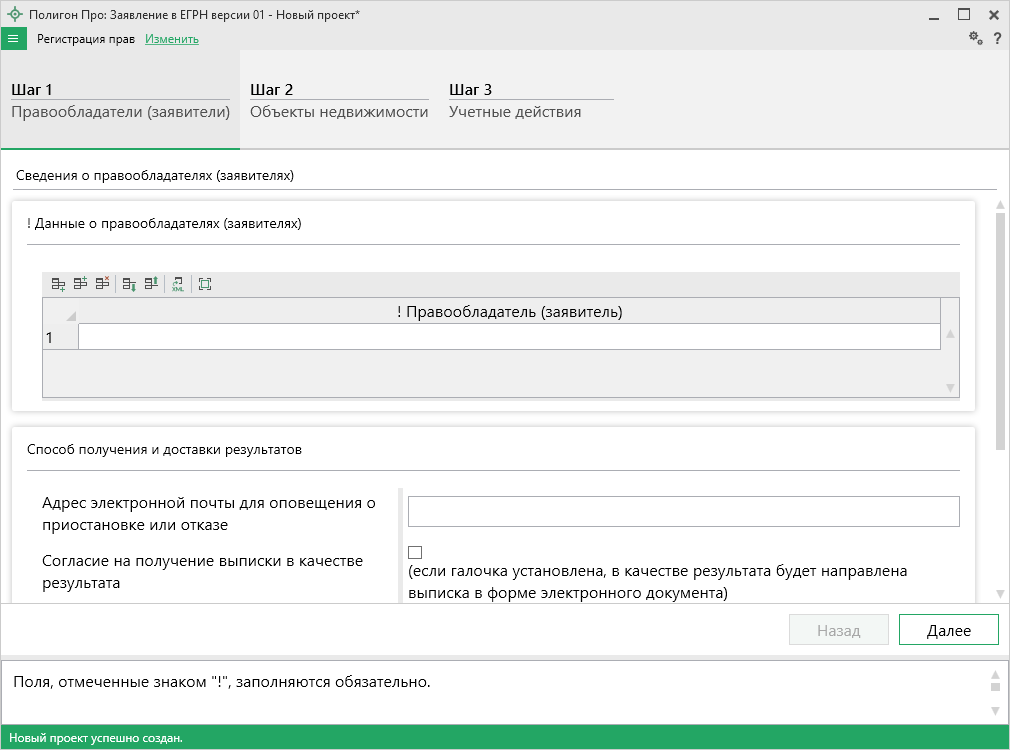 Полигон Про: Заявление в ЕГРН версии 01 - Новый проект*
Регистрация прав Изменить
?
Шаг 1
Правообладатели (заявители)
Шаг 2
Объекты недвижимости
Шаг 3
Учетные действия
Сведения о правообладателях (заявителях)
! Данные о правообладателях (заявителях)
XML
! Правообладатель (заявитель)
1
Способ получения и доставки результатов
Адрес электронной почты для оповещения о
приостановке или отказе
Согласие на получение выписки в качестве
результата
(если галочка установлена, в качестве результата будет направлена
выписка в форме электронного документа)
Назад
Далее
Поля, отмеченные знаком "!", заполняются обязательно.
Новый проект успешно создан.